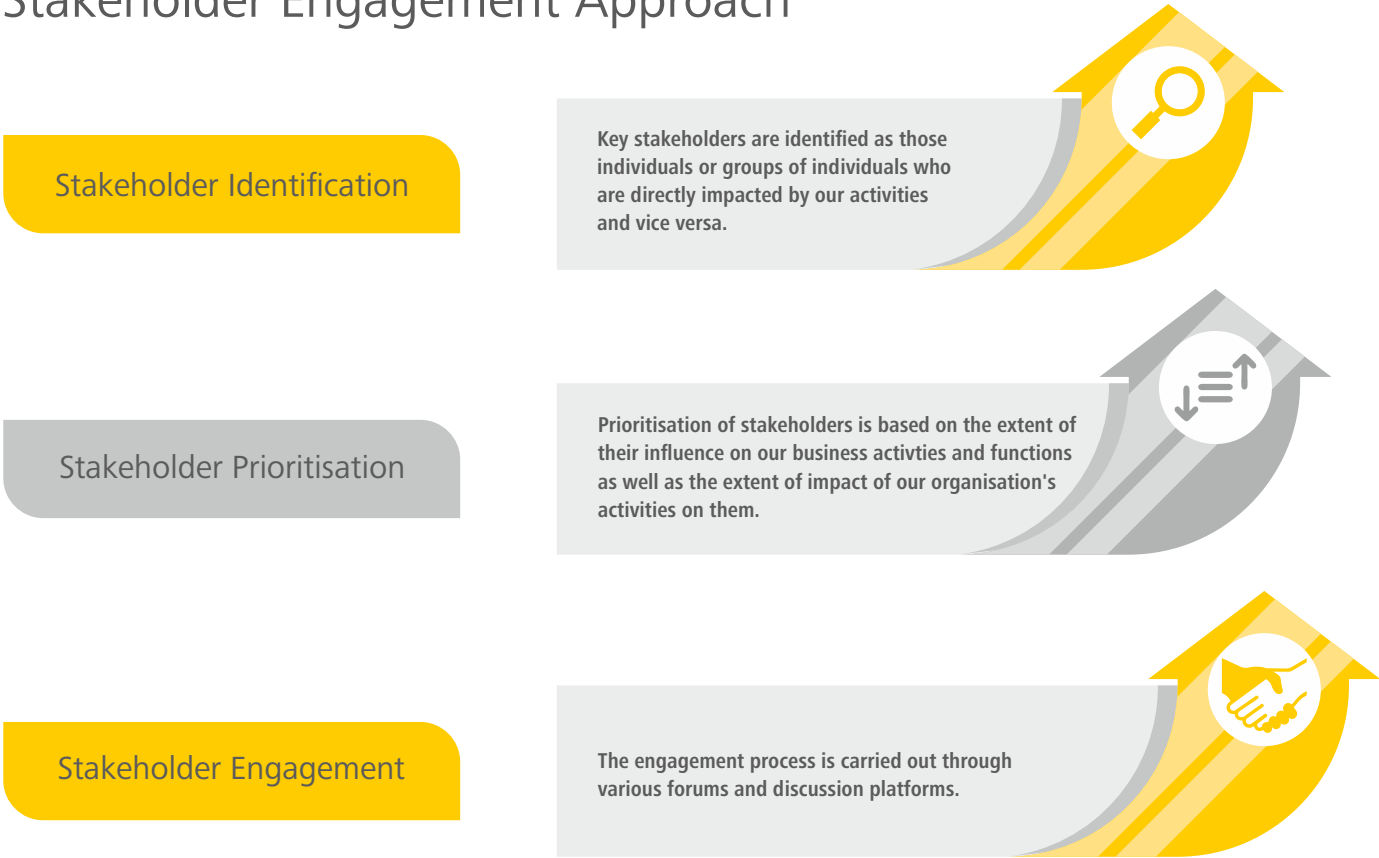 Stakeholder Engagement Approach
Stakeholder Identification
Key stakeholders are identified as those
individuals or groups of individuals who
are directly impacted by our activities
and vice versa.
Stakeholder Prioritisation
Prioritisation of stakeholders is based on the extent of
their influence on our business activties and functions
as well as the extent of impact of our organisation's
activities on them.
Stakeholder Engagement
The engagement process is carried out through
various forums and discussion platforms.